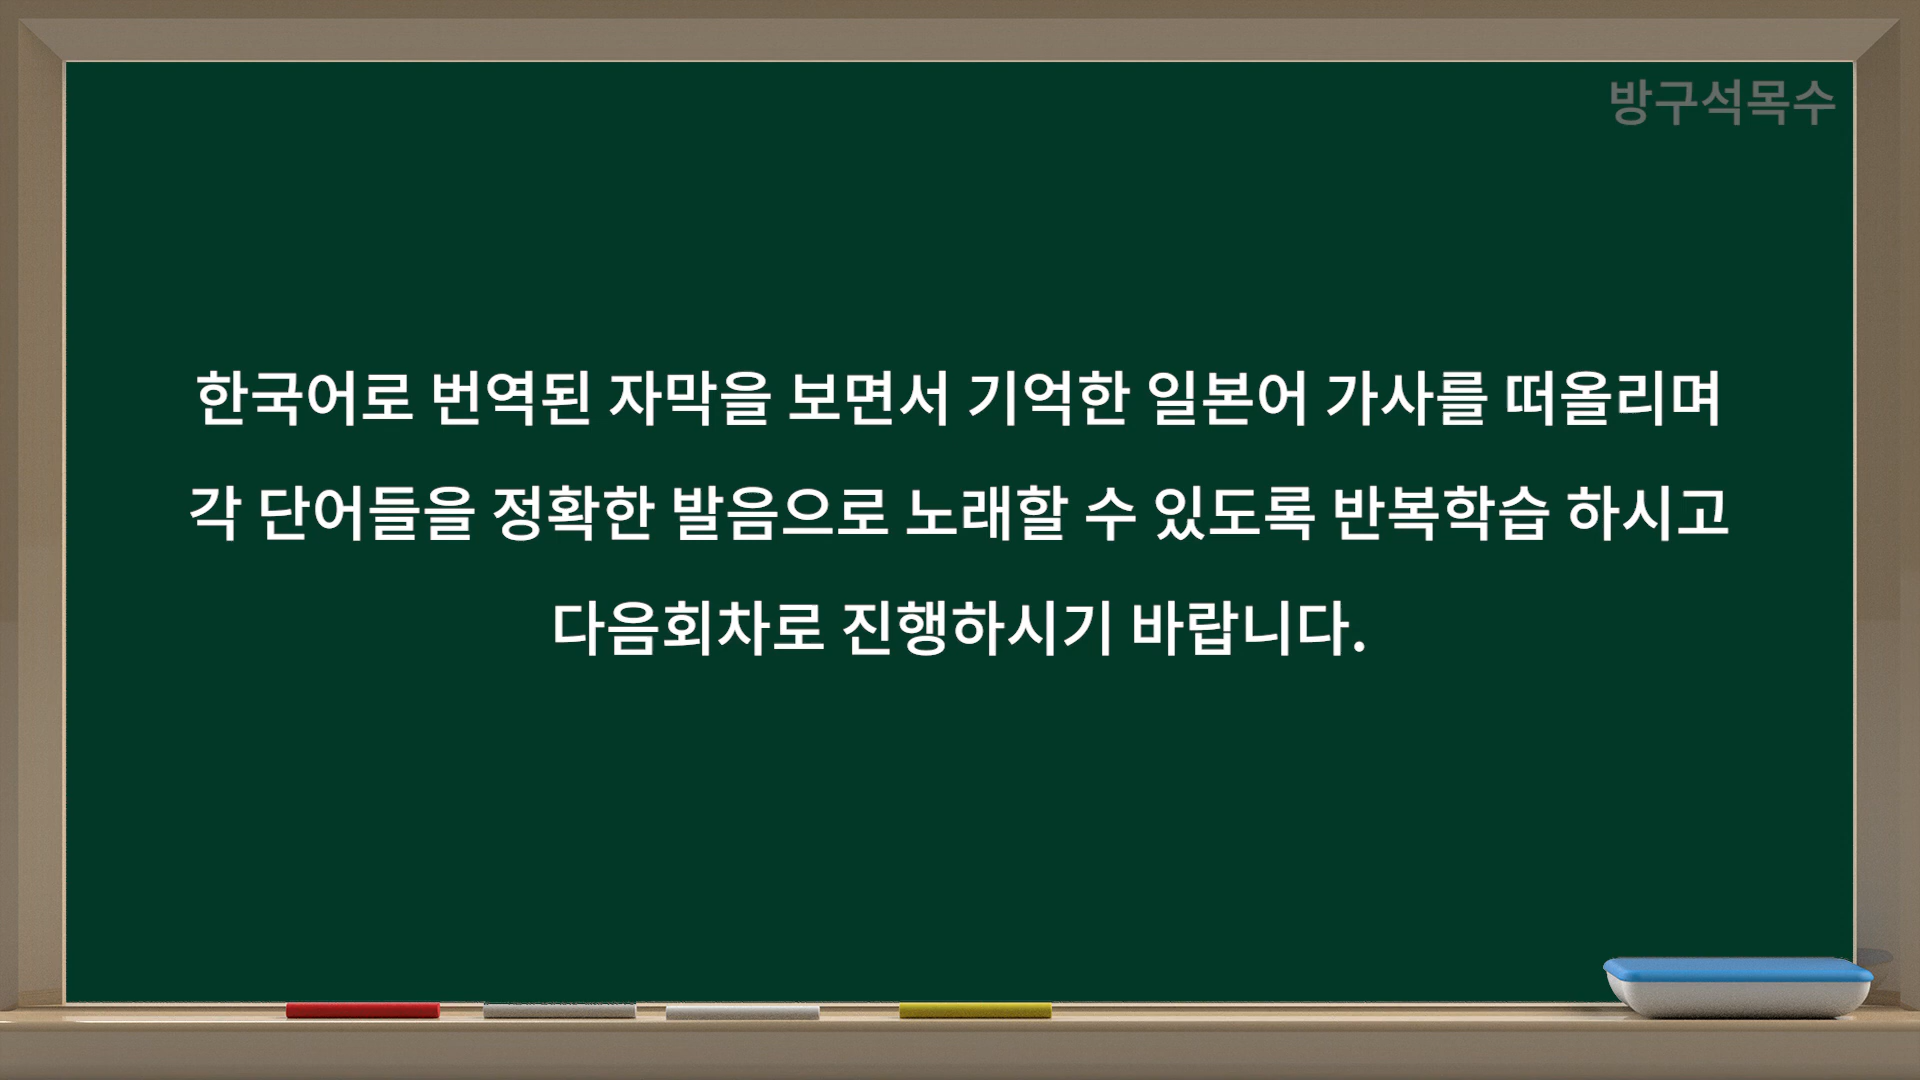 방구석목수
한국어로 번역된 자막을 보면서 기억한 일본어 가사를 떠올리며
각 단어들을 정확한 발음으로 노래할 수 있도록 반복학습 하시고
다음회차로 진행하시기 바랍니다.